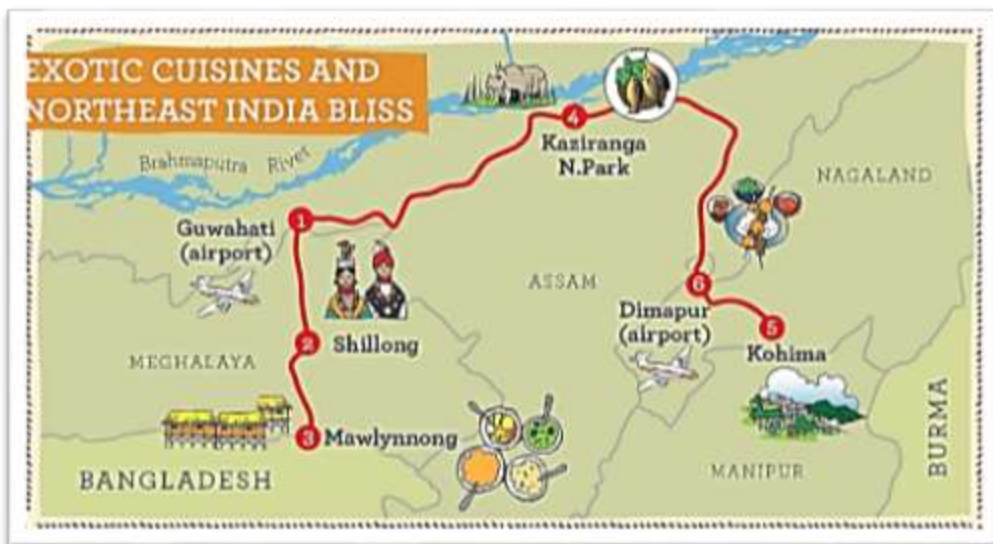 EXOTIC CUISINES AND
NORTHEAST INDIA BLISS
Brahmaputra River
4
Kaziranga
N.Park
NAGALAND
1
Guwahati
(airport)
ASSAM
6
Dimapur
(airport)
5
Kohima
2
Shillong
MEGHALAYA
3
Mawlynnong
BANGLADESH
MANIPUR
BURMA